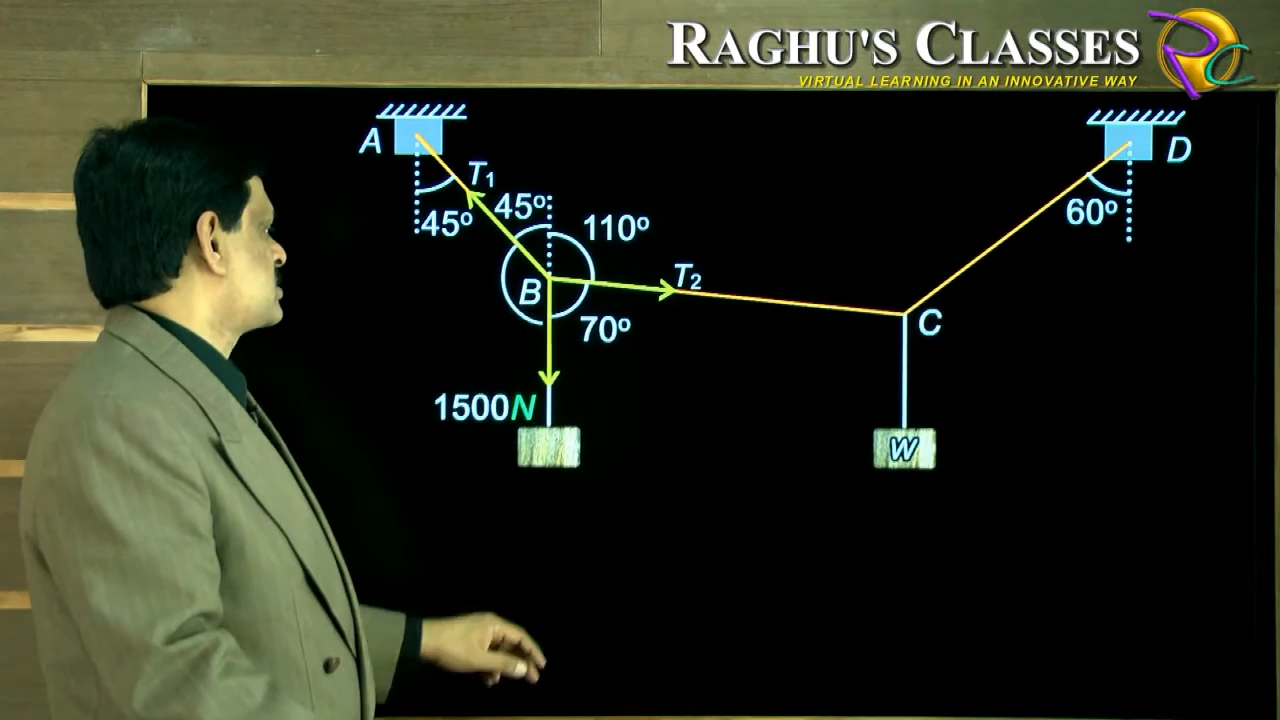 RAGHU'S CLASSES
VIRTUAL LEARNING IN AN INNOVATIVE WAY
RC
A
D
T₁
45º
45º
110º
60º
B
T₂
70º
C
1500N
W